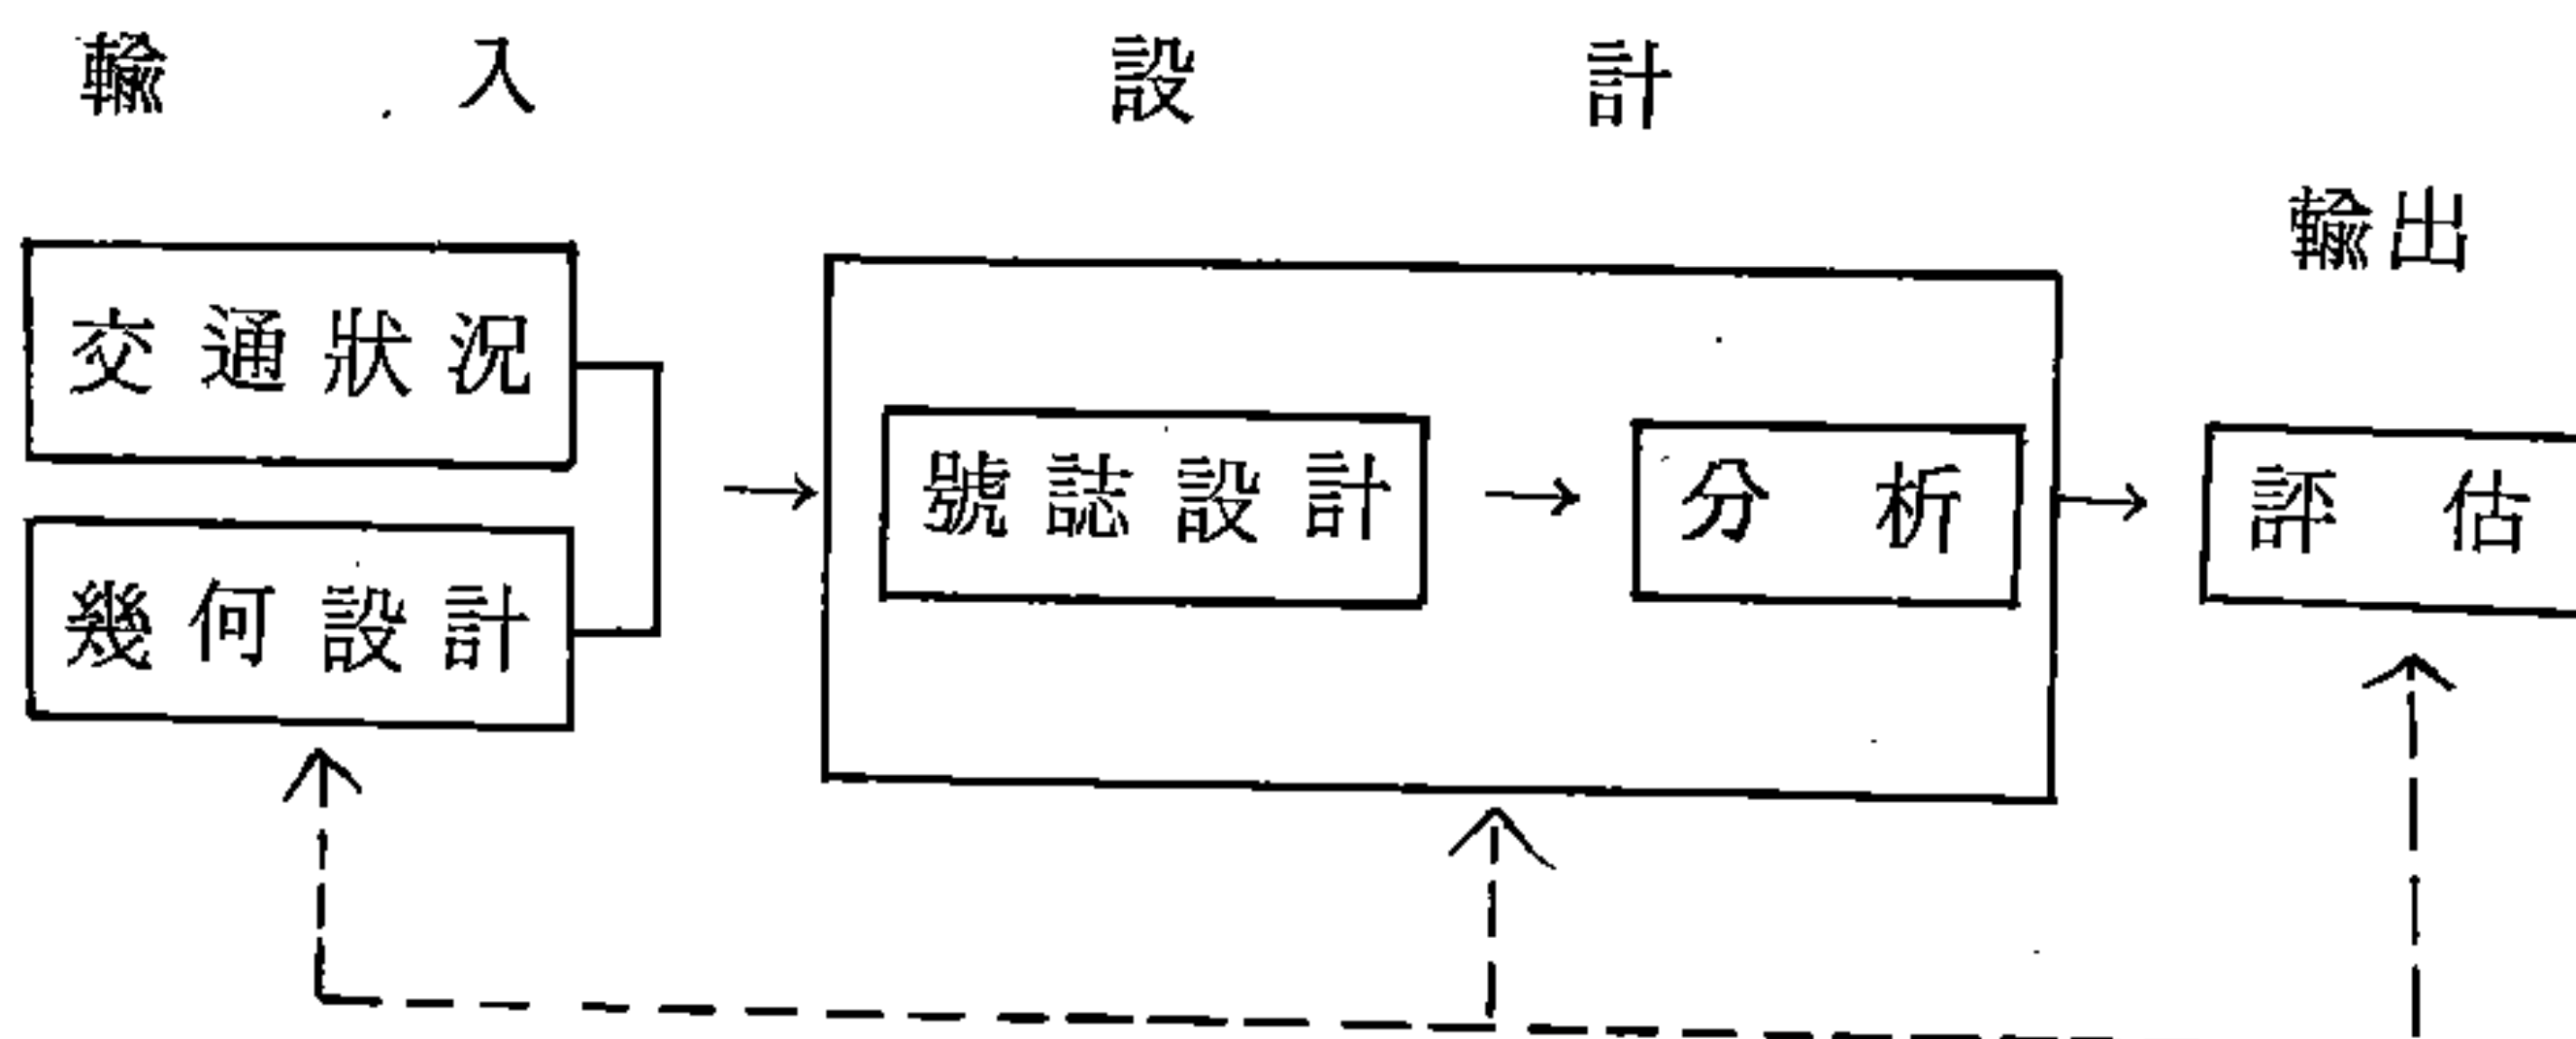 輸入
設計
輸出
交通狀況
幾何設計
號誌設計
分析
評估